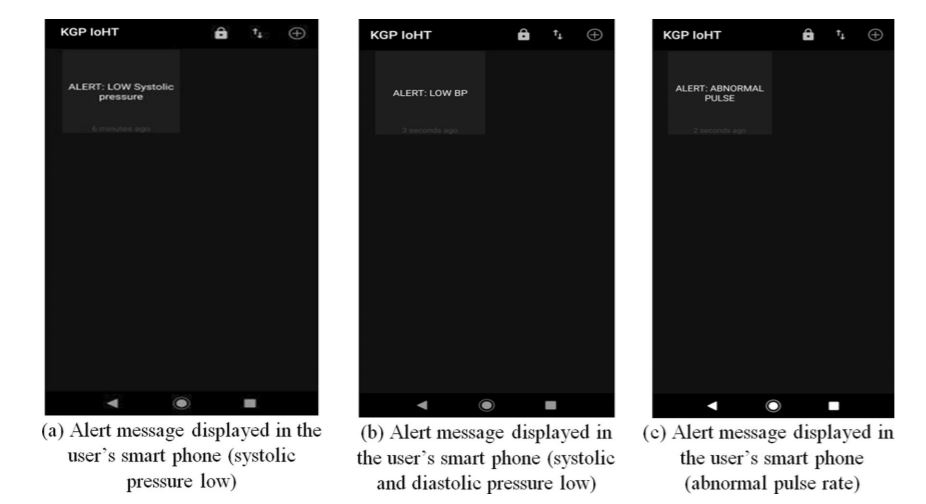 KGP IoHT
ALERT: LOW Systolic
pressure
6 minutes ago
(a) Alert message displayed in the
user's smart phone (systolic
pressure low)
KGP IoHT
ALERT: LOW BP
3 seconds ago
(b) Alert message displayed in
the user's smart phone (systolic
and diastolic pressure low)
KGP IoHT
ALERT: ABNORMAL
PULSE
2 seconds ago
(c) Alert message displayed in
the user's smart phone
(abnormal pulse rate)